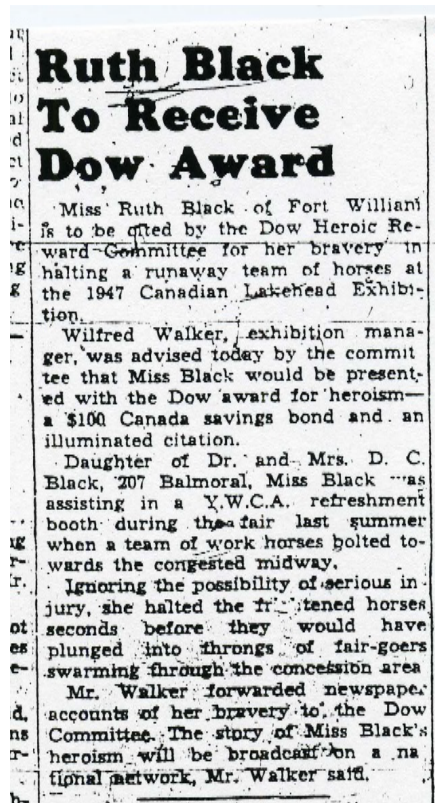 Ruth Black
To Receive
Dow Award
Miss Ruth Black of Fort William
is to be cited by the Dow Heroic Re-
ward Committee for her bravery in
halting a runaway team of horses at
the 1947 Canadian Lakehead Exhibi-
tion.
Wilfred Walker, exhibition mana-
ger, was advised today by the commit
tee that Miss Black would be present-
ed with the Dow award for heroism—
a $100 Canada savings bond and an
illuminated citation.
Daughter of Dr. and Mrs. D. C.
Black, 207 Balmoral, Miss Black was
assisting in a Y.W.C.A. refreshment
booth during the fair last summer
when a team of work horses bolted to-
wards the congested midway.
Ignoring the possibility of serious in
jury, she halted the horses
seconds before they would have
plunged into throngs of fair-goers
swarming through the concession area
Mr. Walker forwarded newspaper
accounts of her bravery to the Dow
Committee. The story of Miss Black's
heroism will be broadcast on a na
tional network, Mr. Walker said.